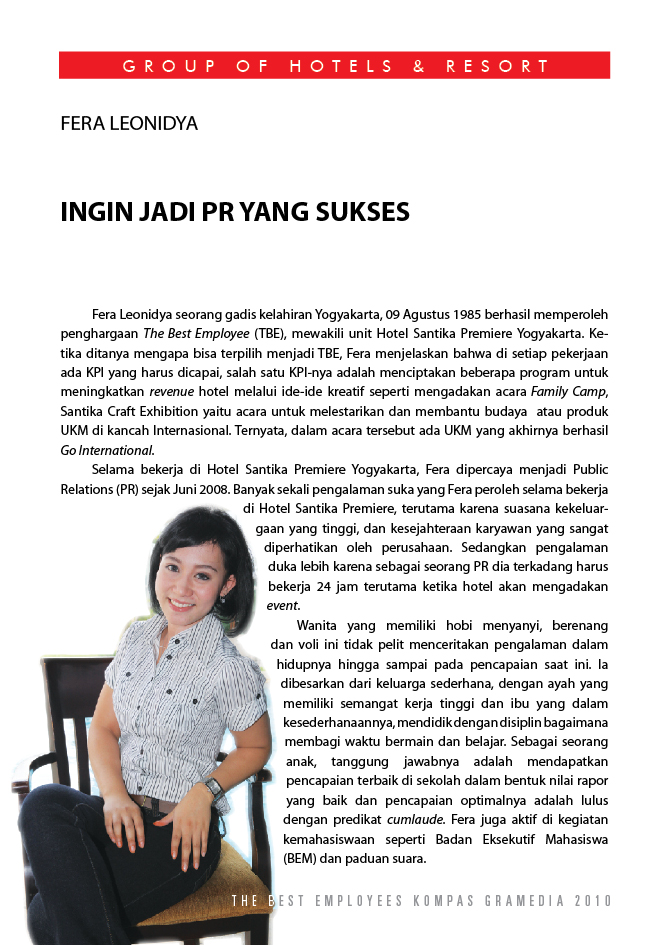 GROUP OF HOTELS & RESORT
FERA LEONIDYA
INGIN JADI PR YANG SUKSES
Fera Leonidya seorang gadis kelahiran Yogyakarta, 09 Agustus 1985 berhasil memperoleh
penghargaan The Best Employee (TBE), mewakili unit Hotel Santika Premiere Yogyakarta. Ke-
tika ditanya mengapa bisa terpilih menjadi TBE, Fera menjelaskan bahwa di setiap pekerjaan
ada KPI yang harus dicapai, salah satu KPI-nya adalah menciptakan beberapa program untuk
meningkatkan revenue hotel melalui ide-ide kreatif seperti mengadakan acara Family Camp,
Santika Craft Exhibition yaitu acara untuk melestarikan dan membantu budaya atau produk
UKM di kancah Internasional. Ternyata, dalam acara tersebut ada UKM yang akhirnya berhasil
Go International.
Selama bekerja di Hotel Santika Premiere Yogyakarta, Fera dipercaya menjadi Public
Relations (PR) sejak Juni 2008. Banyak sekali pengalaman suka yang Fera peroleh selama bekerja
di Hotel Santika Premiere, terutama karena suasana kekeluar-
gaan yang tinggi, dan kesejahteraan karyawan yang sangat
diperhatikan oleh perusahaan. Sedangkan pengalaman
duka lebih karena sebagai seorang PR dia terkadang harus
bekerja 24 jam terutama ketika hotel akan mengadakan
event.
Wanita yang memiliki hobi menyanyi, berenang
dan voli ini tidak pelit menceritakan pengalaman dalam
hidupnya hingga sampai pada pencapaian saat ini. Ia
dibesarkan dari keluarga sederhana, dengan ayah yang
memiliki semangat kerja tinggi dan ibu yang dalam
kesederhanaannya, mendidik dengan disiplin bagaimana
membagi waktu bermain dan belajar. Sebagai seorang
anak, tanggung jawabnya adalah mendapatkan
pencapaian terbaik di sekolah dalam bentuk nilai rapor
yang baik dan pencapaian optimalnya adalah lulus
dengan predikat cumlaude. Fera juga aktif di kegiatan
kemahasiswaan seperti Badan Eksekutif Mahasiswa
(BEM) dan paduan suara.
THE BEST EMPLOYEES KOMPAS GRAMEDIA 2010